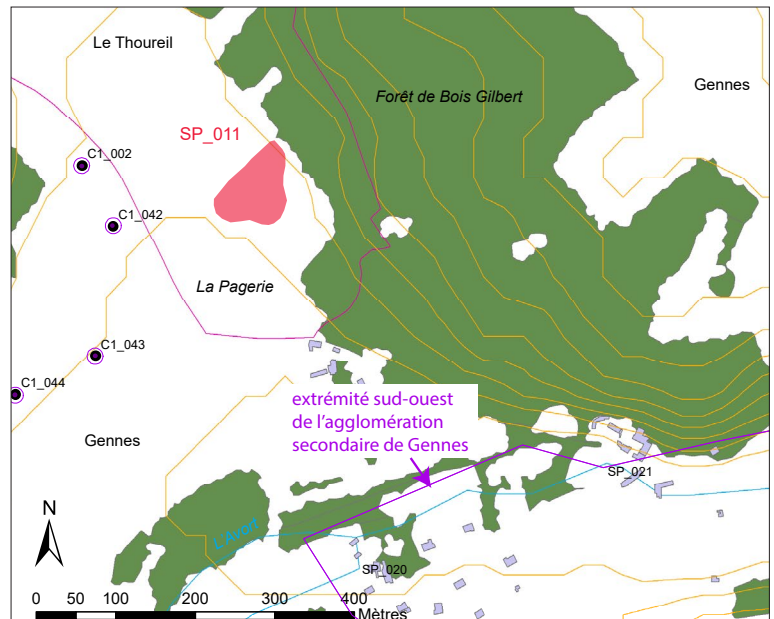 Le Thoureil
Forêt de Bois Gilbert
Gennes
SP_011
C1_002
C1_042
La Pagerie
C1_043
C1_044
extrémité sud-ouest
de l'agglomération
secondaire de Gennes
Gennes
SP_021
N
L'Avort
SP_020
0 50 100 200 300 400
Mètres